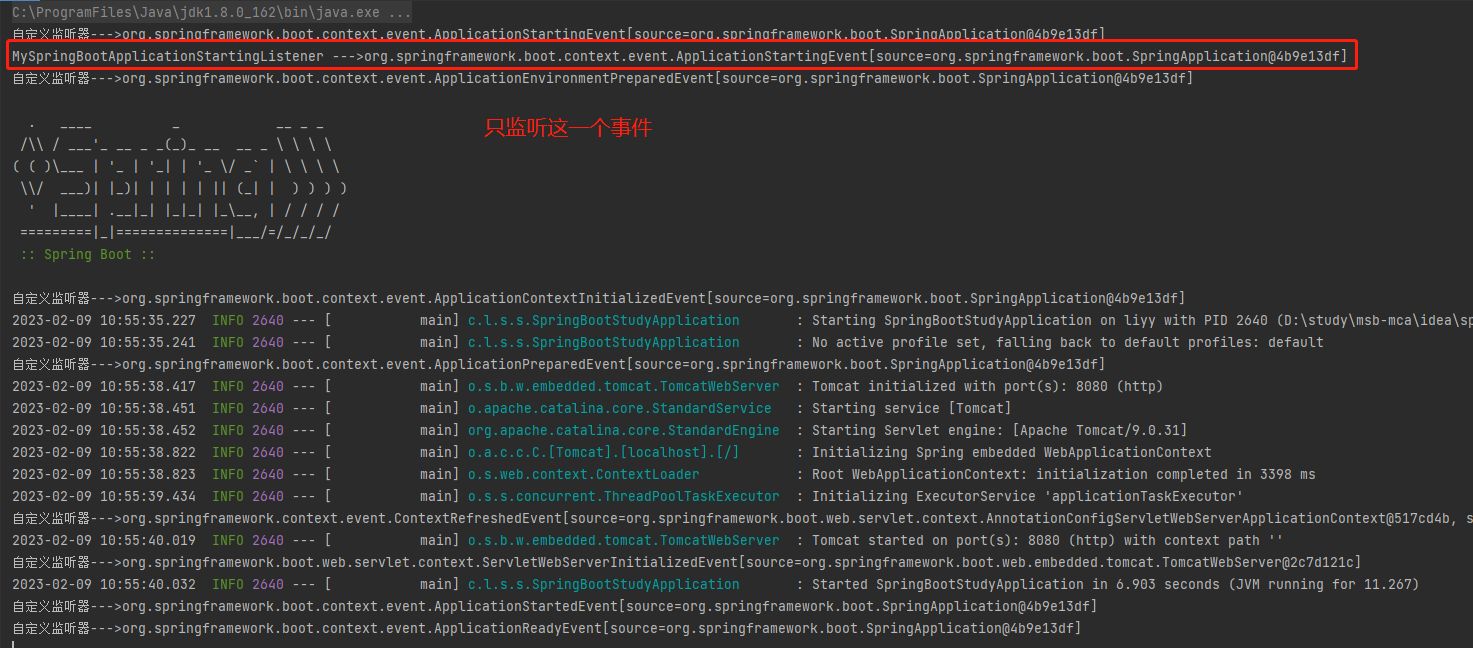 C:\ProgramFiles\Java\jdk1.8.0_162\bin\java.exe ...
自定义监听器--->org.springframework.boot.context.event.ApplicationStartingEvent[source=org.springframework.boot.SpringApplication@4b9e13df]
MySpringBootApplicationStartingListener --->org.springframework.boot.context.event.ApplicationStartingEvent[source=org.springframework.boot.SpringApplication@4b9e13df]
自定义监听器--->org.springframework.boot.context.event.ApplicationEnvironmentPreparedEvent[source=org.springframework.boot.SpringApplication@4b9e13df]
只监听这一个事件
  .   ____          _            __ _ _
 /\\ / ___'_ __ _ _(_)_ __  __ _ \ \ \ \
( ( )\___ | '_ | '_| | '_ \/ _` | \ \ \ \
 \\/  ___)| |_)| | | | | || (_| |  ) ) ) )
  '  |____| .__|_| |_|_| |_\__, | / / / /
 =========|_|==============|___/=/_/_/_/
 :: Spring Boot ::
自定义监听器--->org.springframework.boot.context.event.ApplicationContextInitializedEvent[source=org.springframework.boot.SpringApplication@4b9e13df]
2023-02-09 10:55:35.227  INFO 2640 --- [           main] c.l.s.s.SpringBootStudyApplication       : Starting SpringBootStudyApplication on liyy with PID 2640 (D:\study\msb-mca\idea\sp
2023-02-09 10:55:35.241  INFO 2640 --- [           main] c.l.s.s.SpringBootStudyApplication       : No active profile set, falling back to default profiles: default
自定义监听器--->org.springframework.boot.context.event.ApplicationPreparedEvent[source=org.springframework.boot.SpringApplication@4b9e13df]
2023-02-09 10:55:38.417  INFO 2640 --- [           main] o.s.b.w.embedded.tomcat.TomcatWebServer  : Tomcat initialized with port(s): 8080 (http)
2023-02-09 10:55:38.451  INFO 2640 --- [           main] o.apache.catalina.core.StandardService   : Starting service [Tomcat]
2023-02-09 10:55:38.452  INFO 2640 --- [           main] org.apache.catalina.core.StandardEngine  : Starting Servlet engine: [Apache Tomcat/9.0.31]
2023-02-09 10:55:38.822  INFO 2640 --- [           main] o.a.c.c.C.[Tomcat].[localhost].[/]       : Initializing Spring embedded WebApplicationContext
2023-02-09 10:55:38.823  INFO 2640 --- [           main] o.s.web.context.ContextLoader            : Root WebApplicationContext: initialization completed in 3398 ms
2023-02-09 10:55:39.434  INFO 2640 --- [           main] o.s.s.concurrent.ThreadPoolTaskExecutor  : Initializing ExecutorService 'applicationTaskExecutor'
自定义监听器--->org.springframework.context.event.ContextRefreshedEvent[source=org.springframework.boot.web.servlet.context.AnnotationConfigServletWebServerApplicationContext@517cd4b, s
2023-02-09 10:55:40.019  INFO 2640 --- [           main] o.s.b.w.embedded.tomcat.TomcatWebServer  : Tomcat started on port(s): 8080 (http) with context path ''
自定义监听器--->org.springframework.boot.web.servlet.context.ServletWebServerInitializedEvent[source=org.springframework.boot.web.embedded.tomcat.TomcatWebServer@2c7d121c]
2023-02-09 10:55:40.032  INFO 2640 --- [           main] c.l.s.s.SpringBootStudyApplication       : Started SpringBootStudyApplication in 6.903 seconds (JVM running for 11.267)
自定义监听器--->org.springframework.boot.context.event.ApplicationStartedEvent[source=org.springframework.boot.SpringApplication@4b9e13df]
自定义监听器--->org.springframework.boot.context.event.ApplicationReadyEvent[source=org.springframework.boot.SpringApplication@4b9e13df]